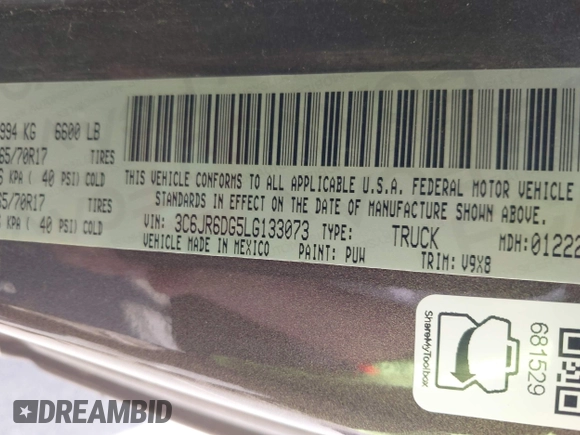 994 KG 6600 LB
65/70R17 TIRES
KPA ( 40 PSI) COLD
65/70R17 TIRES
KPA ( 40 PSI) COLD
THIS VEHICLE CONFORMS TO ALL APPLICABLE U.S.A. FEDERAL MOTOR VEHICLE
STANDARDS IN EFFECT ON THE DATE OF MANUFACTURE SHOWN ABOVE.
VIN: 3C6JR6DG5LG133073 TYPE: TRUCK MDH: 01222
VEHICLE MADE IN MEXICO PAINT: PUW TRIM: V9X8
ShareMyToolbox
681529
DREAMBID